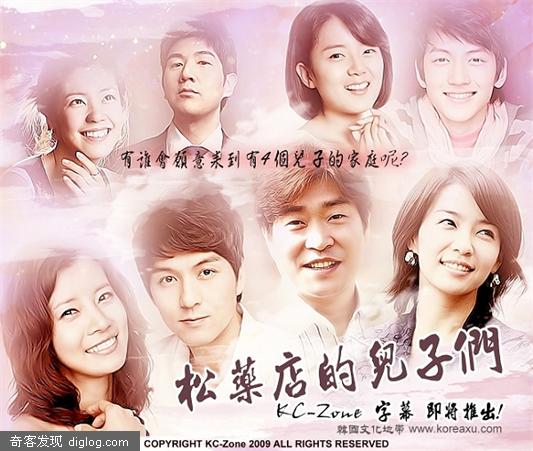 有誰會願意來到有4個兒子的家庭呢?
松藥店的兒子們
KC-Zone 字幕 即将推出!
韓國文化地帶 www.koreaxu.com
奇客发现 diglog.com
COPYRIGHT KC-Zone 2009 ALL RIGHTS RESERVED